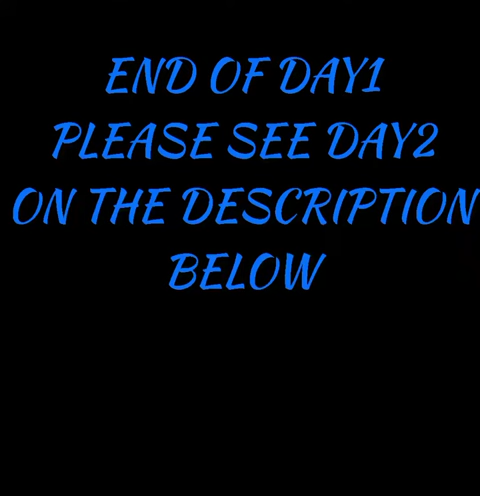 END OF DAY1
PLEASE SEE DAY2
ON THE DESCRIPTION
BELOW